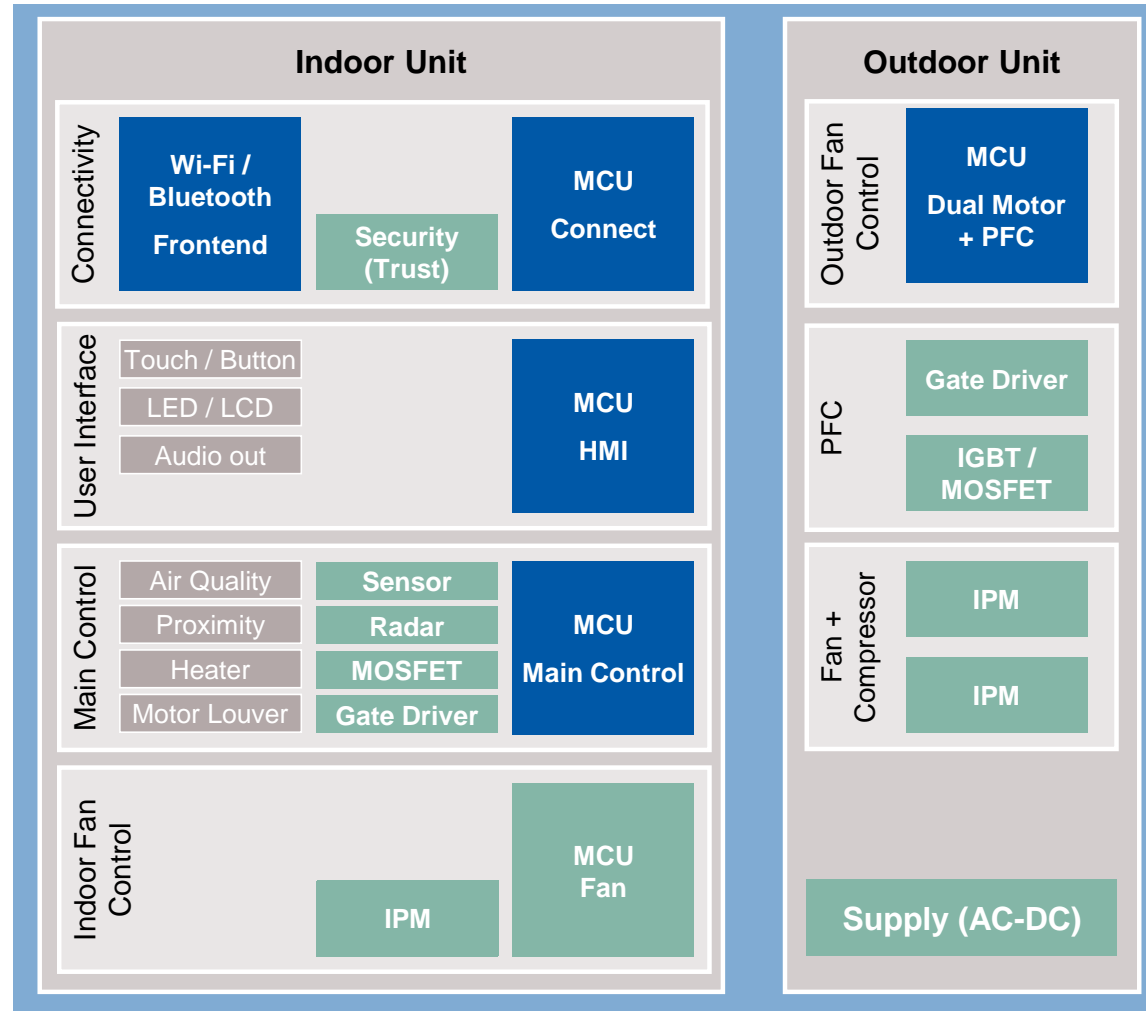 Indoor Unit
Connectivity
Wi-Fi /
Bluetooth
Frontend
Security
(Trust)
MCU
Connect
User Interface
Touch / Button
LED / LCD
Audio out
MCU
HMI
Main Control
Air Quality
Proximity
Heater
Motor Louver
Sensor
Radar
MOSFET
Gate Driver
MCU
Main Control
Indoor Fan
Control
IPM
MCU
Fan
Outdoor Unit
Outdoor Fan
Control
MCU
Dual Motor
+ PFC
PFC
Gate Driver
IGBT /
MOSFET
Fan +
Compressor
IPM
IPM
Supply (AC-DC)